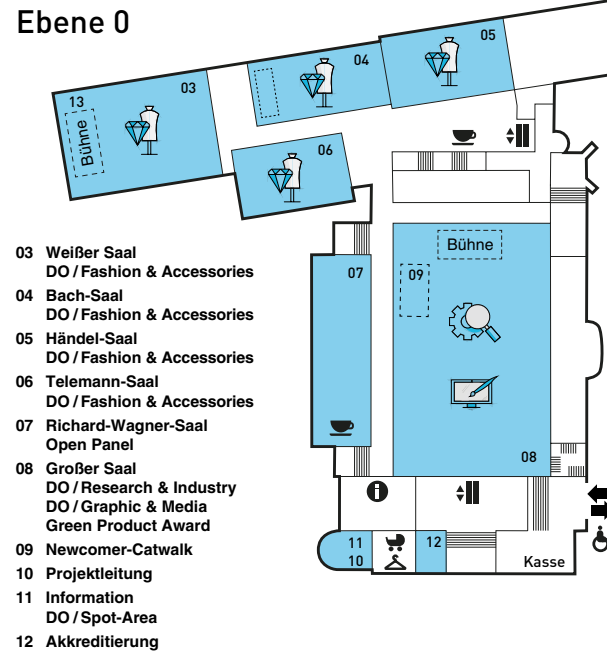 Ebene 0
05
04
03
13
Bühne
06
Bühne
07
09
08
11
10
12
Kasse
03 Weißer Saal
DO / Fashion & Accessories
04 Bach-Saal
DO / Fashion & Accessories
05 Händel-Saal
DO / Fashion & Accessories
06 Telemann-Saal
DO / Fashion & Accessories
07 Richard-Wagner-Saal
Open Panel
08 Großer Saal
DO / Research & Industry
DO / Graphic & Media
Green Product Award
09 Newcomer-Catwalk
10 Projektleitung
11 Information
DO / Spot-Area
12 Akkreditierung